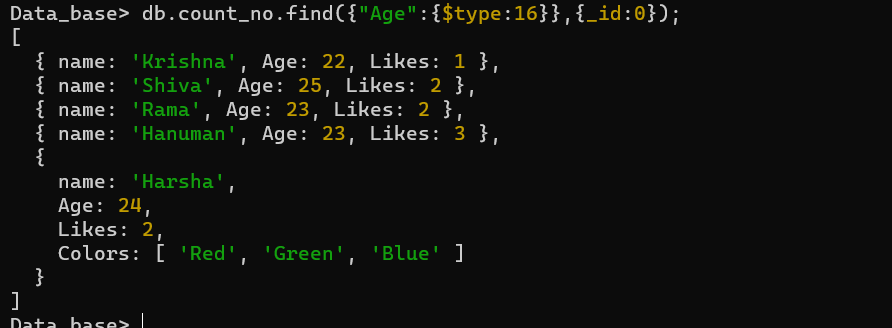 Data_base> db.count_no.find({"Age":{$type:16}},{_id:0});
[
  { name: 'Krishna', Age: 22, Likes: 1 },
  { name: 'Shiva', Age: 25, Likes: 2 },
  { name: 'Rama', Age: 23, Likes: 2 },
  { name: 'Hanuman', Age: 23, Likes: 3 },
  {
    name: 'Harsha',
    Age: 24,
    Likes: 2,
    Colors: [ 'Red', 'Green', 'Blue' ]
  }
]
Data_base>